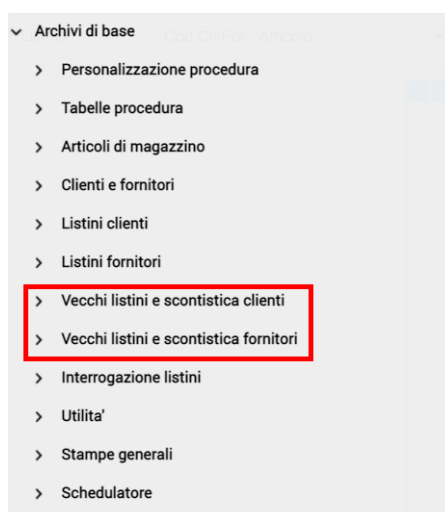 Archivi di base
Personalizzazione procedura
Tabelle procedura
Articoli di magazzino
Clienti e fornitori
Listini clienti
Listini fornitori
Vecchi listini e scontistica clienti
Vecchi listini e scontistica fornitori
Interrogazione listini
Utilita'
Stampe generali
Schedulatore